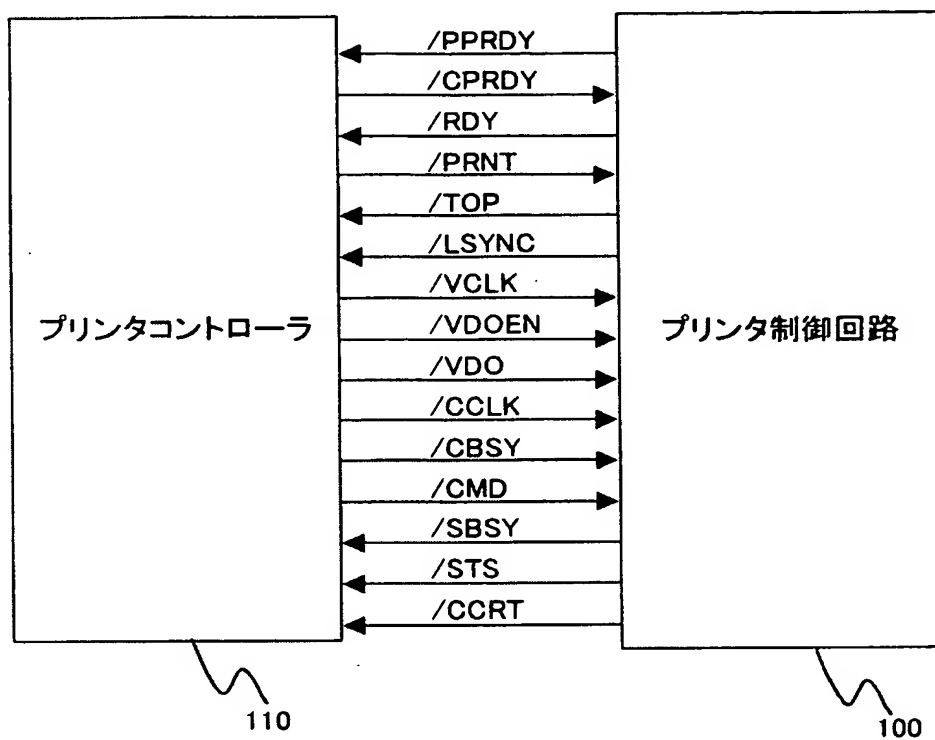 /PPRDY
/CPRDY
/RDY
/PRNT
/TOP
/LSYNC
/VCLK
プリンタコントローラ
/VDOEN
プリンタ制御回路
/VDO
/CCLK
/CBSY
/CMD
/SBSY
/STS
/CCRT
110
100